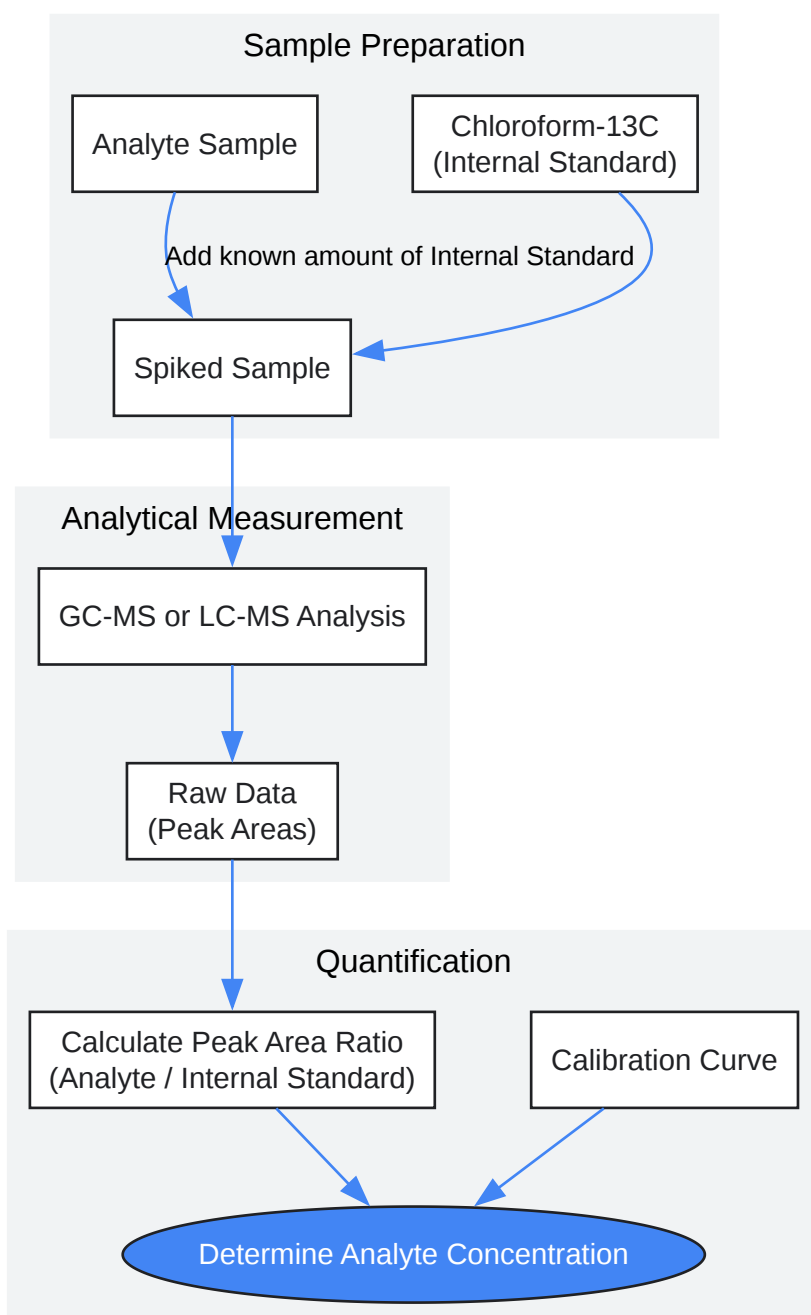 Sample Preparation
Analyte Sample
Chloroform-13C
(Internal Standard)
Add known amount of Internal Standard
Spiked Sample
Analytical Measurement
GC-MS or LC-MS Analysis
Raw Data
(Peak Areas)
Quantification
Calculate Peak Area Ratio
(Analyte / Internal Standard)
Calibration Curve
Determine Analyte Concentration